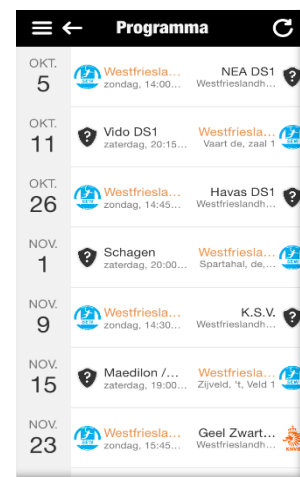 Programma
OKT. 5
Westfriesla... NEA DS1
zondag, 14:00... Westfrieslandh...
OKT. 11
Vido DS1 Westfriesla...
zaterdag, 20:15... Vaart de, zaal 1
OKT. 26
Westfriesla... Havas DS1
zondag, 14:45... Westfrieslandh...
NOV. 1
Schagen Westfriesla...
zaterdag, 20:00... Spartahal, de,...
NOV. 9
Westfriesla... K.S.V.
zondag, 14:30... Westfrieslandh...
NOV. 15
Maedilon /... Westfriesla...
zaterdag, 19:00... Zijveld, 't, Veld 1
NOV. 23
Westfriesla... Geel Zwart...
zondag, 15:45... Westfrieslandh...